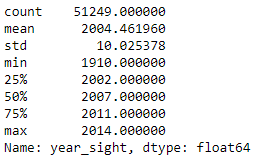 count    51249.000000
mean      2004.461960
std         10.025378
min       1910.000000
25%       2002.000000
50%       2007.000000
75%       2011.000000
max       2014.000000
Name: year_sight, dtype: float64